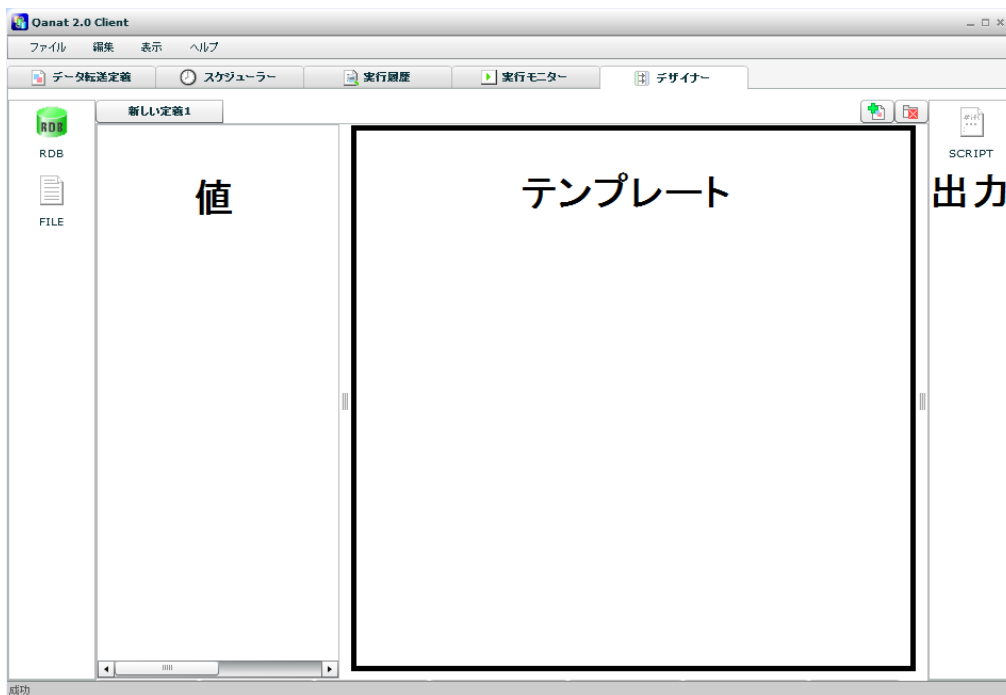 Qanat 2.0 Client
ファイル 編集 表示 ヘルプ
データ転送定義 スケジューラー 実行履歴 実行モニター デザイナー
新しい定義1
RDB
RDB
FILE
値
テンプレート
#if(
...
SCRIPT
出力
成功